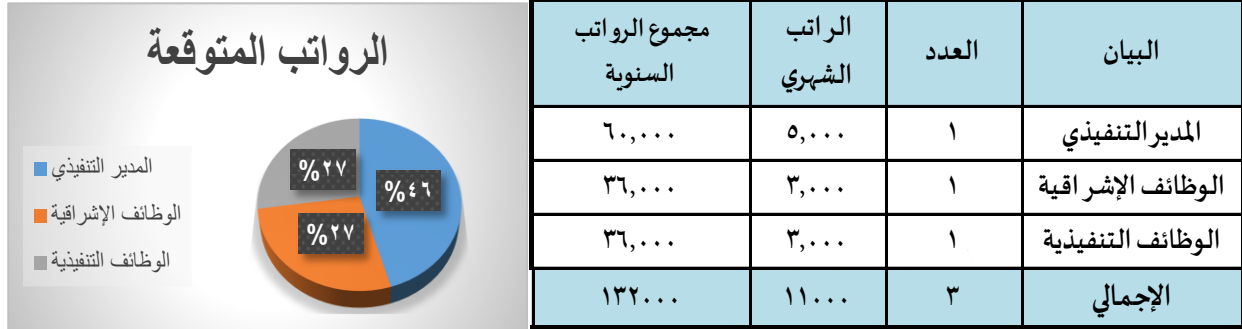 الرواتب المتوقعة
٤٦%
٢٧%
٢٧%
المدير التنفيذي
الوظائف الإشراقية
الوظائف التنفيذية
البيان العدد الراتب الشهري مجموع الرواتب السنوية
المدير التنفيذي ١ ٥,٠٠٠ ٦٠,٠٠٠
الوظائف الإشراقية ١ ٣,٠٠٠ ٣٦,٠٠٠
الوظائف التنفيذية ١ ٣,٠٠٠ ٣٦,٠٠٠
الإجمالي ٣ ١١٠٠٠ ١٣٢٠٠٠